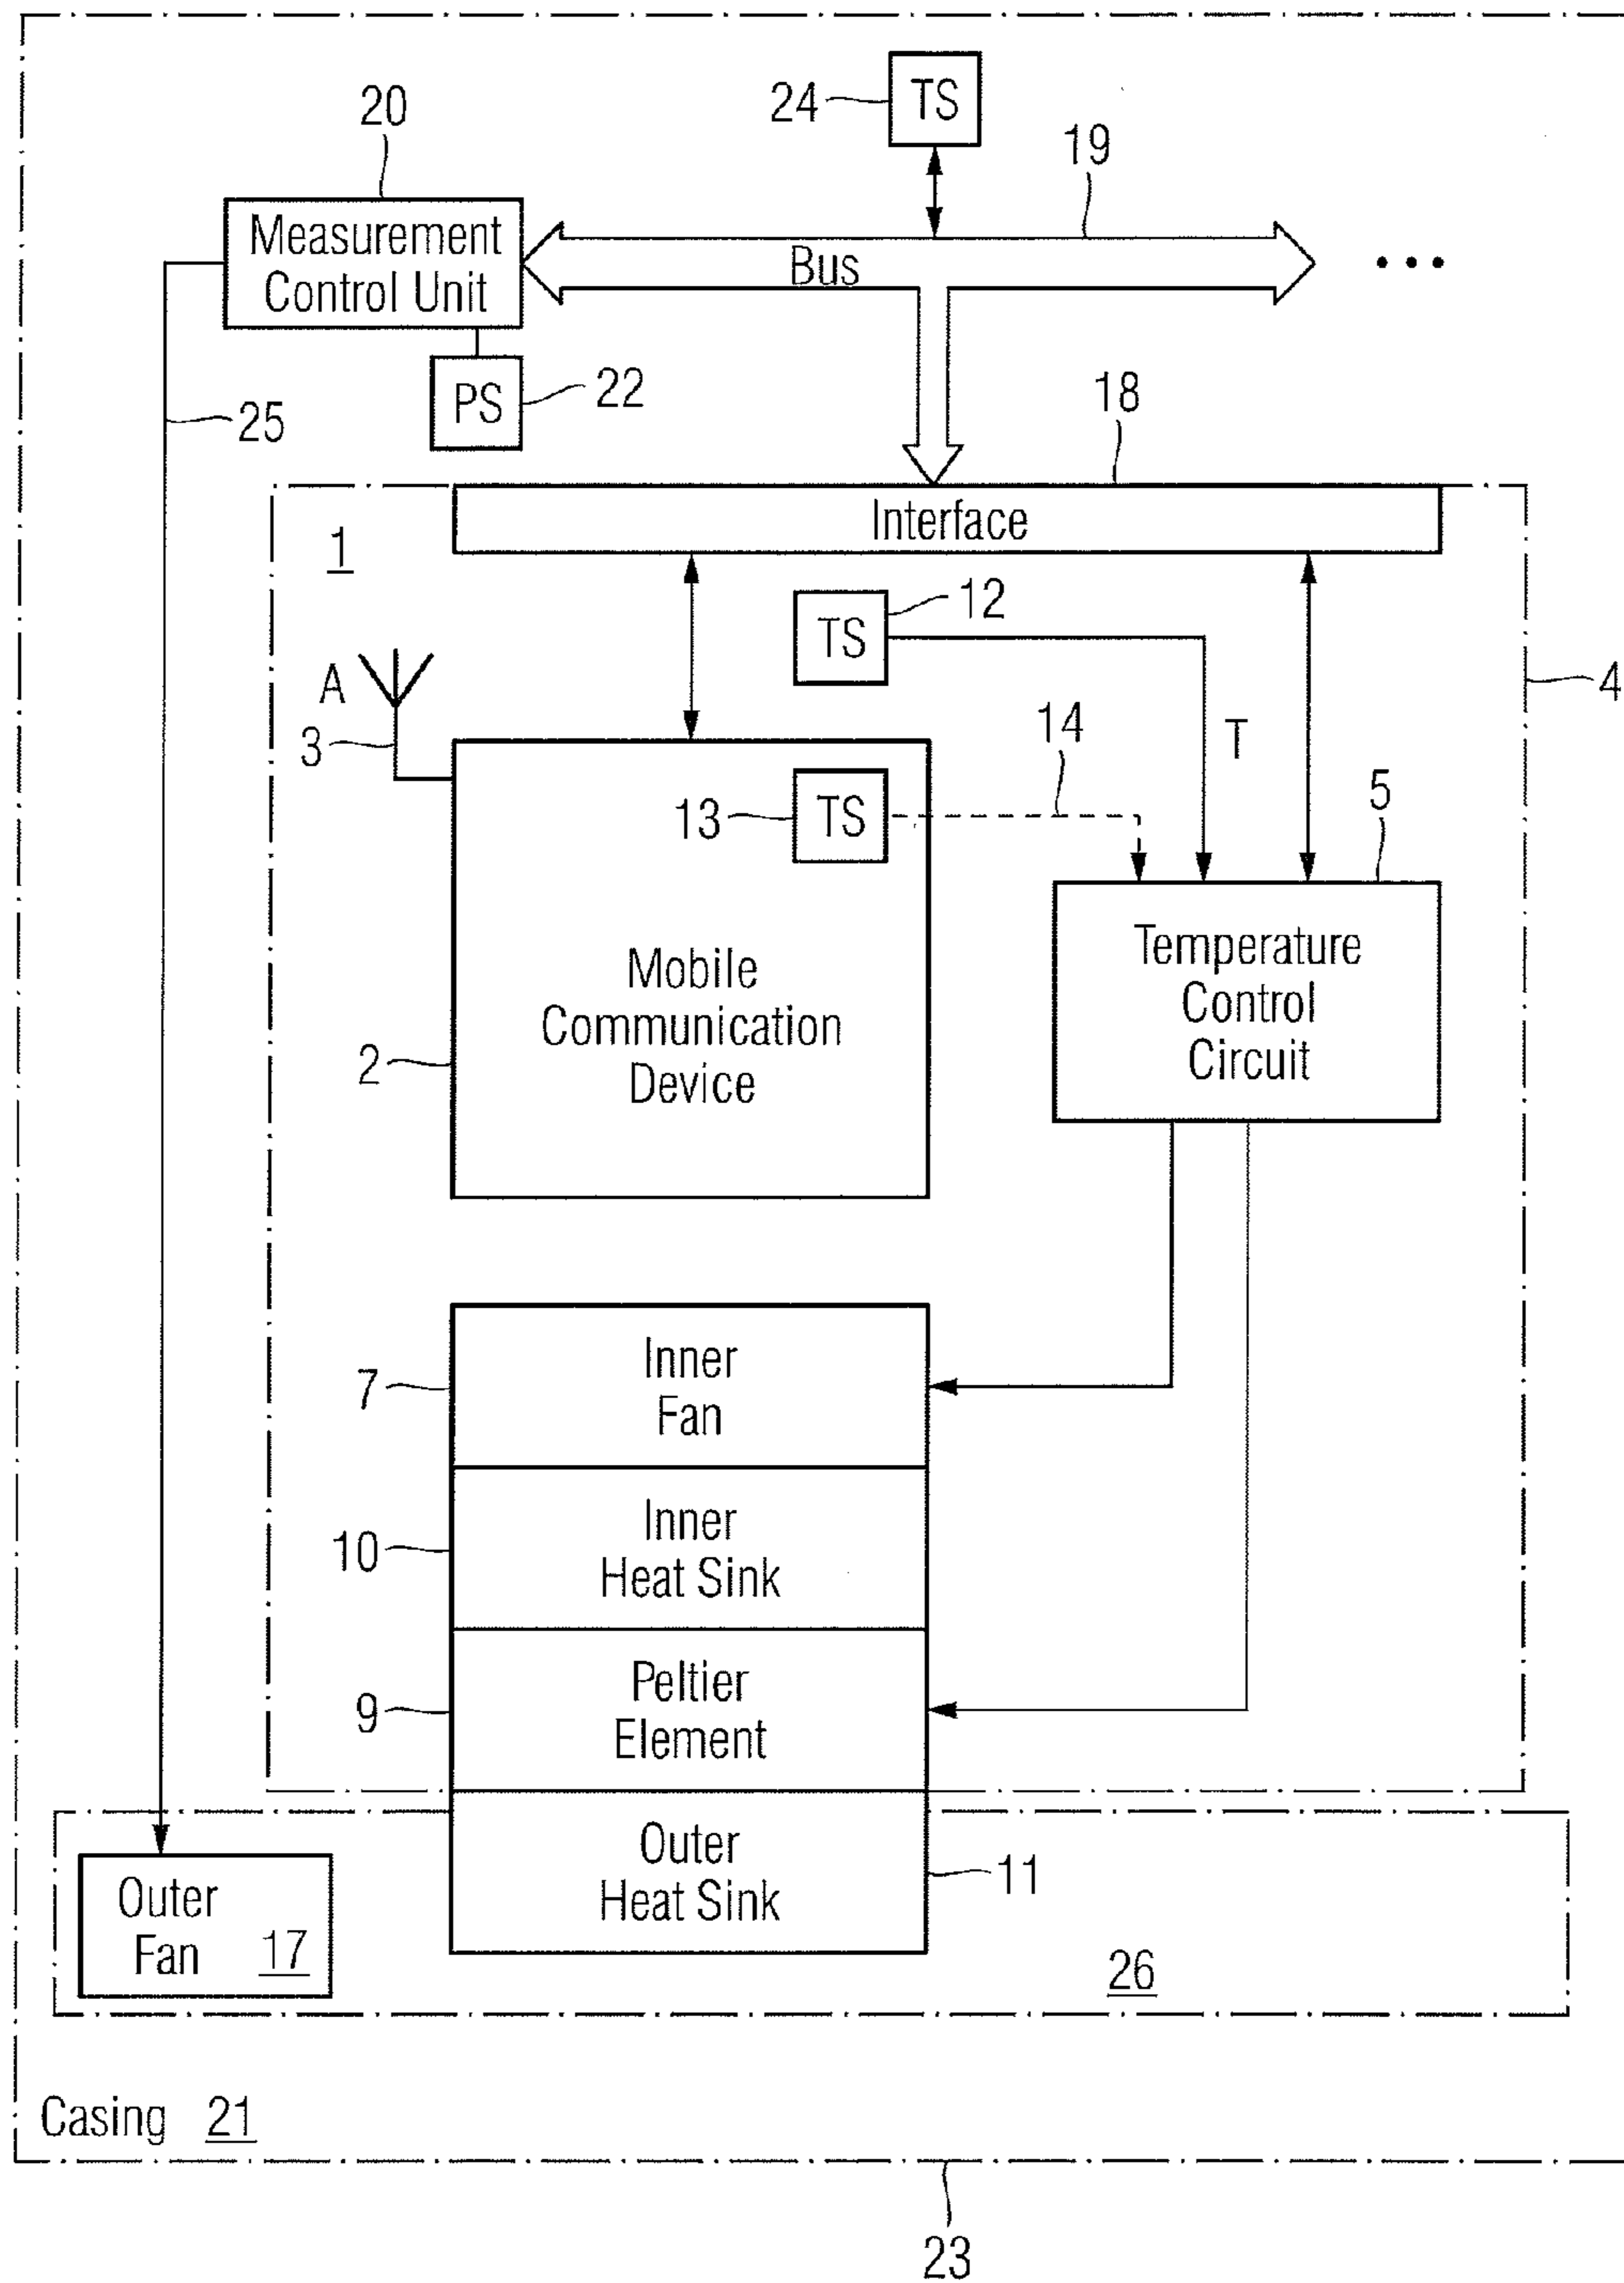 24
TS
20
19
Measurement
Control Unit
Bus
...
PS
22
25
18
Interface
1
TS
12
A
3
4
14
T
13
TS
5
Temperature
Control
Circuit
Mobile
Communication
Device
2
7
Inner
Fan
10
Inner
Heat Sink
9
Peltier
Element
Outer
Heat Sink
11
Outer
Fan 17
26
Casing 21
23